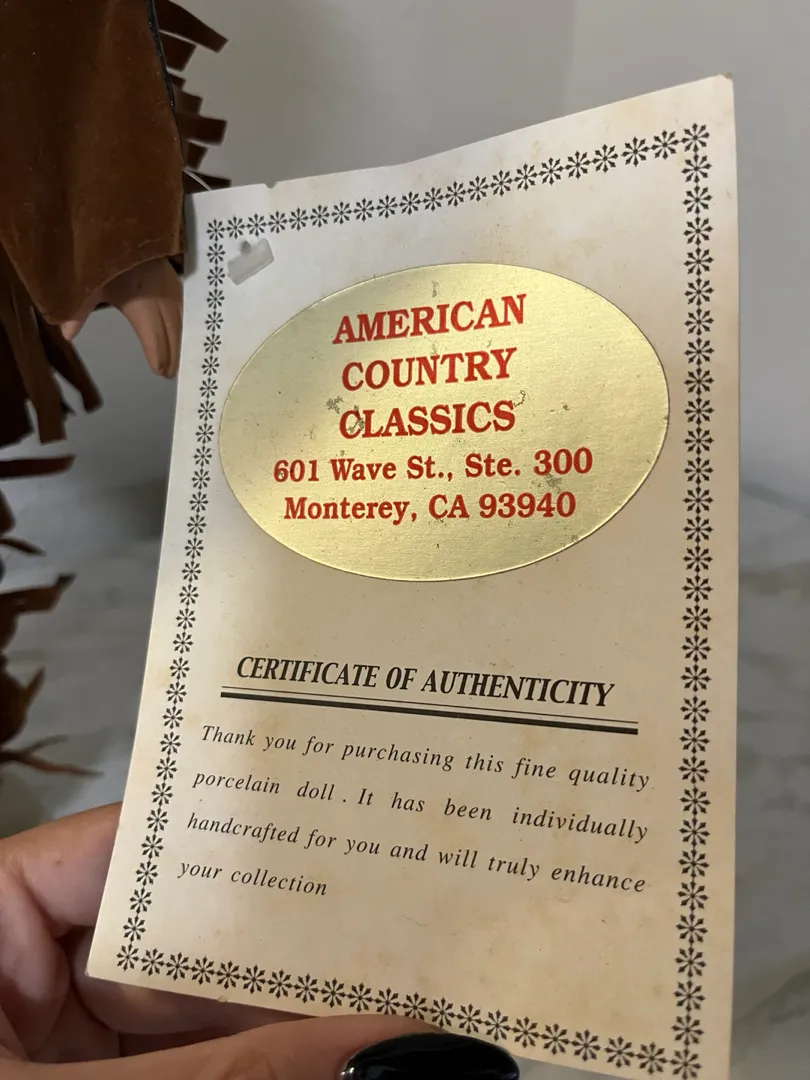 AMERICAN
COUNTRY
CLASSICS
601 Wave St., Ste. 300
Monterey, CA 93940
CERTIFICATE OF AUTHENTICITY
Thank you for purchasing this fine quality
porcelain doll . It has been individually
handcrafted for you and will truly enhance
your collection